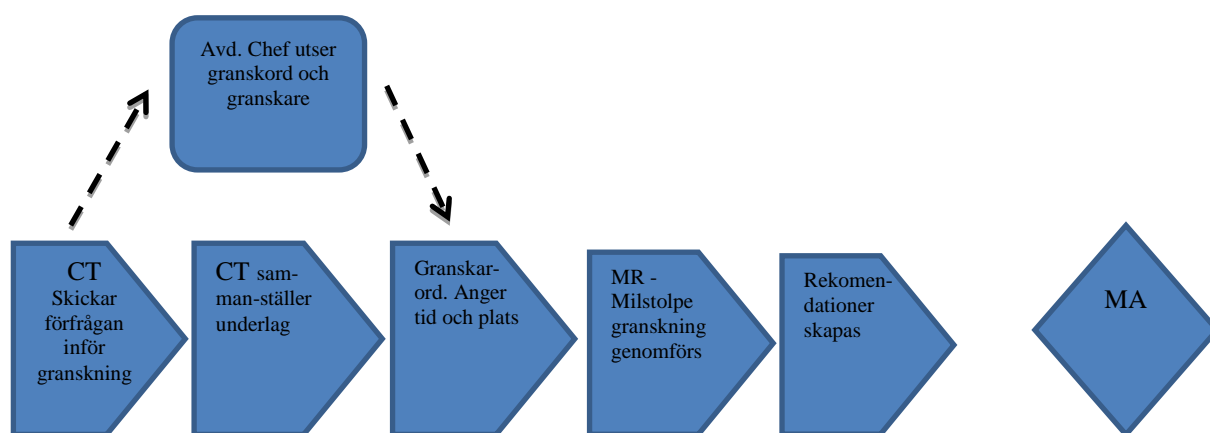 Avd. Chef utser
granskord och
granskare
CT
Skickar
förfrågan
inför
granskning
CT sam-
man-ställer
underlag
Granskar-
ord. Anger
tid och plats
MR -
Milstolpe
granskning
genomförs
Rekomen-
dationer
skapas
MA